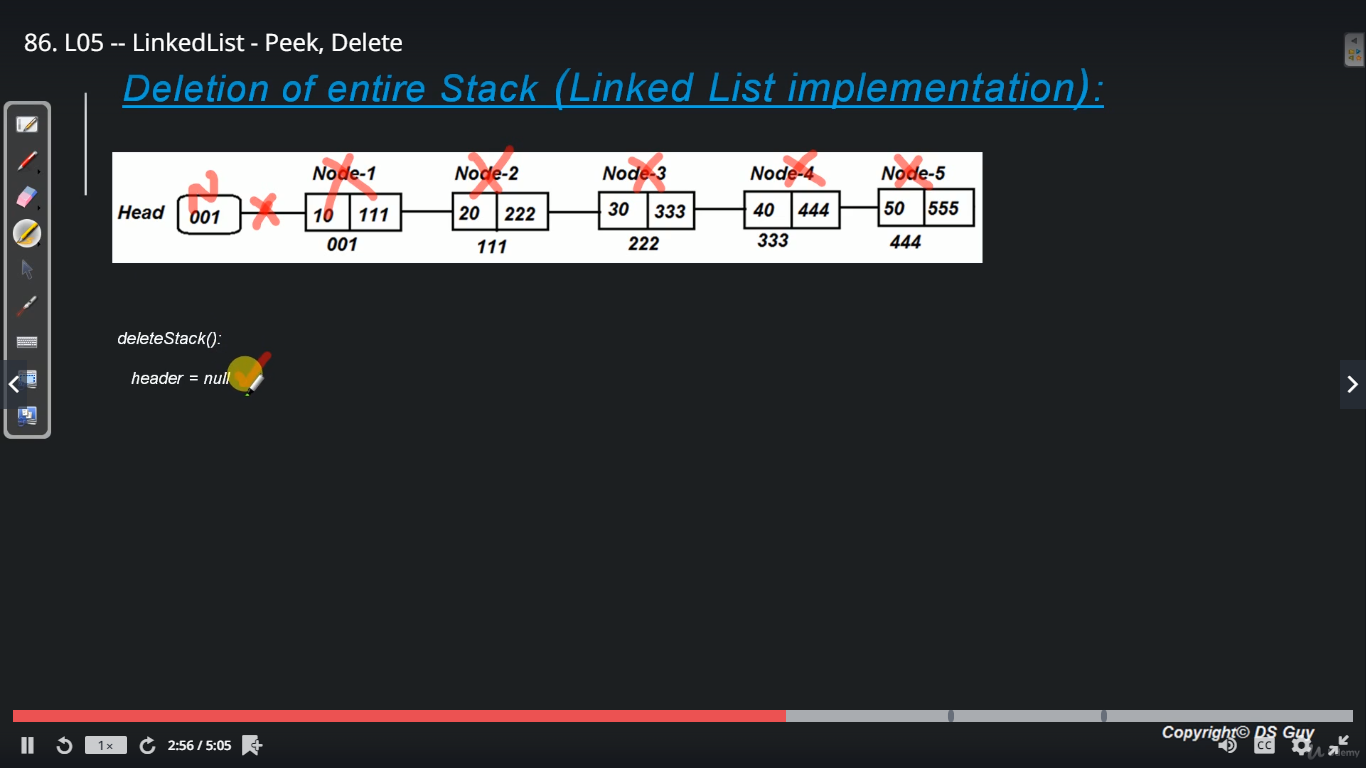 86. L05 -- LinkedList - Peek, Delete
Deletion of entire Stack (Linked List implementation):
N
Node-1 Node-2 Node-3 Node-4 Node-5
Head 001 10 111 20 222 30 333 40 444 50 555
001 111 222 333 444
deleteStack():
header = null
Copyright© DS Guy
1× 2:56 / 5:05 CC